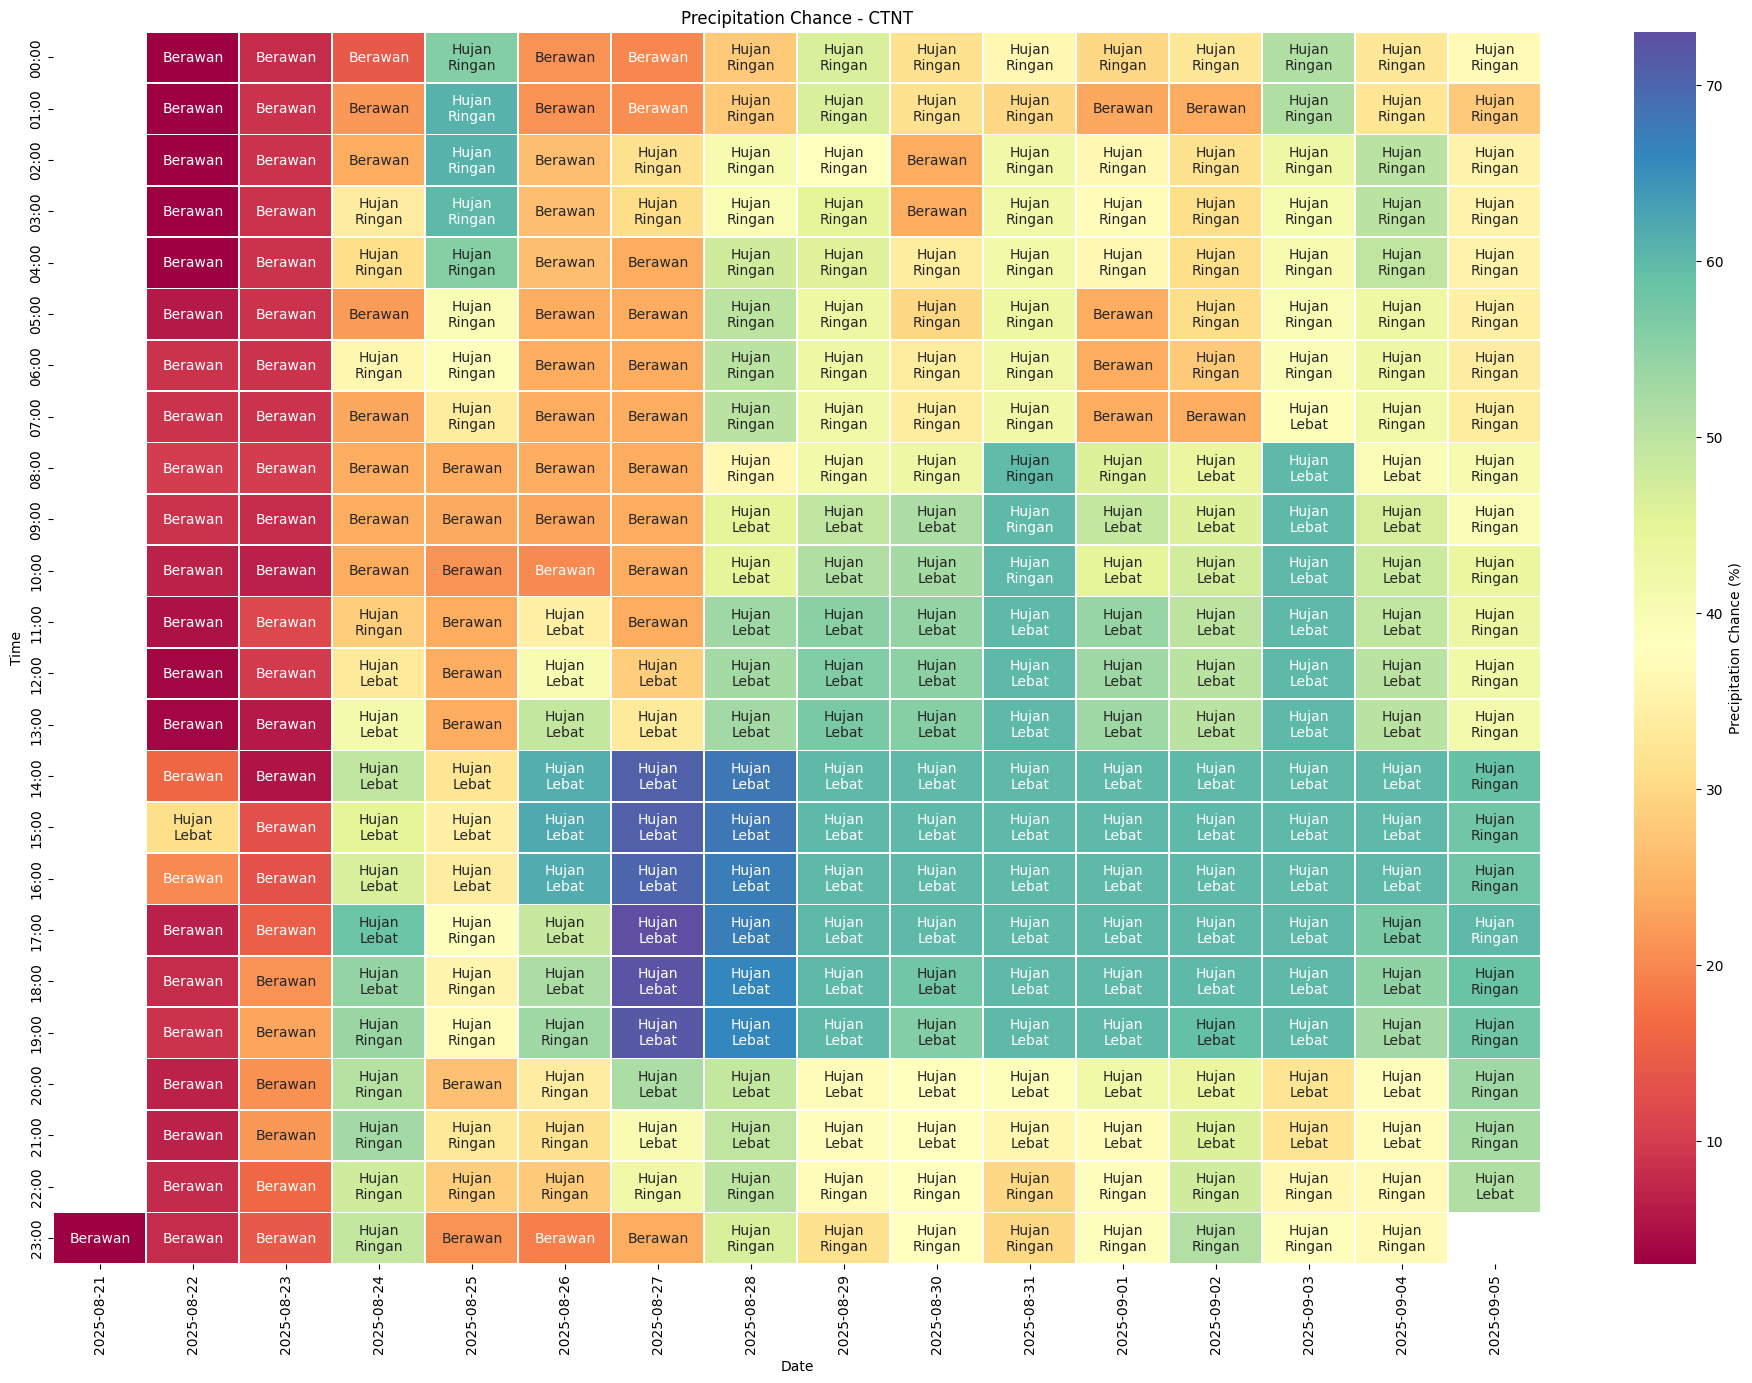 Precipitation Chance - CTNT
00:00 Berawan Berawan Berawan Hujan Ringan Berawan Berawan Hujan Ringan Hujan Ringan Hujan Ringan Hujan Ringan Hujan Ringan Hujan Ringan Hujan Ringan Hujan Ringan Hujan Ringan
01:00 Berawan Berawan Berawan Hujan Ringan Berawan Berawan Hujan Ringan Hujan Ringan Hujan Ringan Hujan Ringan Berawan Berawan Hujan Ringan Hujan Ringan Hujan Ringan
02:00 Berawan Berawan Berawan Hujan Ringan Berawan Hujan Ringan Hujan Ringan Hujan Ringan Berawan Hujan Ringan Hujan Ringan Hujan Ringan Hujan Ringan Hujan Ringan Hujan Ringan
03:00 Berawan Berawan Hujan Ringan Hujan Ringan Berawan Hujan Ringan Hujan Ringan Hujan Ringan Berawan Hujan Ringan Hujan Ringan Hujan Ringan Hujan Ringan Hujan Ringan Hujan Ringan
04:00 Berawan Berawan Hujan Ringan Hujan Ringan Berawan Berawan Hujan Ringan Hujan Ringan Hujan Ringan Hujan Ringan Hujan Ringan Hujan Ringan Hujan Ringan Hujan Ringan Hujan Ringan
05:00 Berawan Berawan Berawan Hujan Ringan Berawan Berawan Hujan Ringan Hujan Ringan Hujan Ringan Hujan Ringan Berawan Hujan Ringan Hujan Ringan Hujan Ringan Hujan Ringan
06:00 Berawan Berawan Hujan Ringan Hujan Ringan Berawan Berawan Hujan Ringan Hujan Ringan Hujan Ringan Hujan Ringan Berawan Hujan Ringan Hujan Ringan Hujan Ringan Hujan Ringan
07:00 Berawan Berawan Berawan Hujan Ringan Berawan Berawan Hujan Ringan Hujan Ringan Hujan Ringan Hujan Ringan Berawan Berawan Hujan Lebat Hujan Ringan Hujan Ringan
08:00 Berawan Berawan Berawan Berawan Berawan Berawan Hujan Ringan Hujan Ringan Hujan Ringan Hujan Ringan Hujan Ringan Hujan Lebat Hujan Lebat Hujan Lebat Hujan Ringan
09:00 Berawan Berawan Berawan Berawan Berawan Berawan Hujan Lebat Hujan Lebat Hujan Lebat Hujan Ringan Hujan Lebat Hujan Lebat Hujan Lebat Hujan Lebat Hujan Ringan
10:00 Berawan Berawan Berawan Berawan Berawan Berawan Hujan Lebat Hujan Lebat Hujan Lebat Hujan Ringan Hujan Lebat Hujan Lebat Hujan Lebat Hujan Lebat Hujan Ringan
11:00 Berawan Berawan Hujan Ringan Berawan Hujan Lebat Berawan Hujan Lebat Hujan Lebat Hujan Lebat Hujan Lebat Hujan Lebat Hujan Lebat Hujan Lebat Hujan Lebat Hujan Ringan
12:00 Berawan Berawan Hujan Lebat Berawan Hujan Lebat Hujan Lebat Hujan Lebat Hujan Lebat Hujan Lebat Hujan Lebat Hujan Lebat Hujan Lebat Hujan Lebat Hujan Lebat Hujan Ringan
13:00 Berawan Berawan Hujan Lebat Berawan Hujan Lebat Hujan Lebat Hujan Lebat Hujan Lebat Hujan Lebat Hujan Lebat Hujan Lebat Hujan Lebat Hujan Lebat Hujan Lebat Hujan Ringan
14:00 Berawan Berawan Hujan Lebat Hujan Lebat Hujan Lebat Hujan Lebat Hujan Lebat Hujan Lebat Hujan Lebat Hujan Lebat Hujan Lebat Hujan Lebat Hujan Lebat Hujan Lebat Hujan Ringan
15:00 Hujan Lebat Berawan Hujan Lebat Hujan Lebat Hujan Lebat Hujan Lebat Hujan Lebat Hujan Lebat Hujan Lebat Hujan Lebat Hujan Lebat Hujan Lebat Hujan Lebat Hujan Lebat Hujan Ringan
16:00 Berawan Berawan Hujan Lebat Hujan Lebat Hujan Lebat Hujan Lebat Hujan Lebat Hujan Lebat Hujan Lebat Hujan Lebat Hujan Lebat Hujan Lebat Hujan Lebat Hujan Lebat Hujan Ringan
17:00 Berawan Berawan Hujan Lebat Hujan Ringan Hujan Lebat Hujan Lebat Hujan Lebat Hujan Lebat Hujan Lebat Hujan Lebat Hujan Lebat Hujan Lebat Hujan Lebat Hujan Lebat Hujan Ringan
18:00 Berawan Berawan Hujan Lebat Hujan Ringan Hujan Lebat Hujan Lebat Hujan Lebat Hujan Lebat Hujan Lebat Hujan Lebat Hujan Lebat Hujan Lebat Hujan Lebat Hujan Lebat Hujan Ringan
19:00 Berawan Berawan Hujan Ringan Hujan Ringan Hujan Ringan Hujan Lebat Hujan Lebat Hujan Lebat Hujan Lebat Hujan Lebat Hujan Lebat Hujan Lebat Hujan Lebat Hujan Lebat Hujan Ringan
20:00 Berawan Berawan Hujan Ringan Berawan Hujan Ringan Hujan Lebat Hujan Lebat Hujan Lebat Hujan Lebat Hujan Lebat Hujan Lebat Hujan Lebat Hujan Lebat Hujan Lebat Hujan Ringan
21:00 Berawan Berawan Hujan Ringan Hujan Ringan Hujan Ringan Hujan Lebat Hujan Lebat Hujan Lebat Hujan Lebat Hujan Lebat Hujan Lebat Hujan Lebat Hujan Lebat Hujan Lebat Hujan Ringan
22:00 Berawan Berawan Hujan Ringan Hujan Ringan Hujan Ringan Hujan Ringan Hujan Ringan Hujan Ringan Hujan Ringan Hujan Ringan Hujan Ringan Hujan Ringan Hujan Ringan Hujan Ringan Hujan Lebat
23:00 Berawan Berawan Berawan Hujan Ringan Berawan Berawan Berawan Hujan Ringan Hujan Ringan Hujan Ringan Hujan Ringan Hujan Ringan Hujan Ringan Hujan Ringan Hujan Ringan
2025-08-21 2025-08-22 2025-08-23 2025-08-24 2025-08-25 2025-08-26 2025-08-27 2025-08-28 2025-08-29 2025-08-30 2025-08-31 2025-09-01 2025-09-02 2025-09-03 2025-09-04 2025-09-05
Date
Time
70
60
50
40
30
20
10
Precipitation Chance (%)